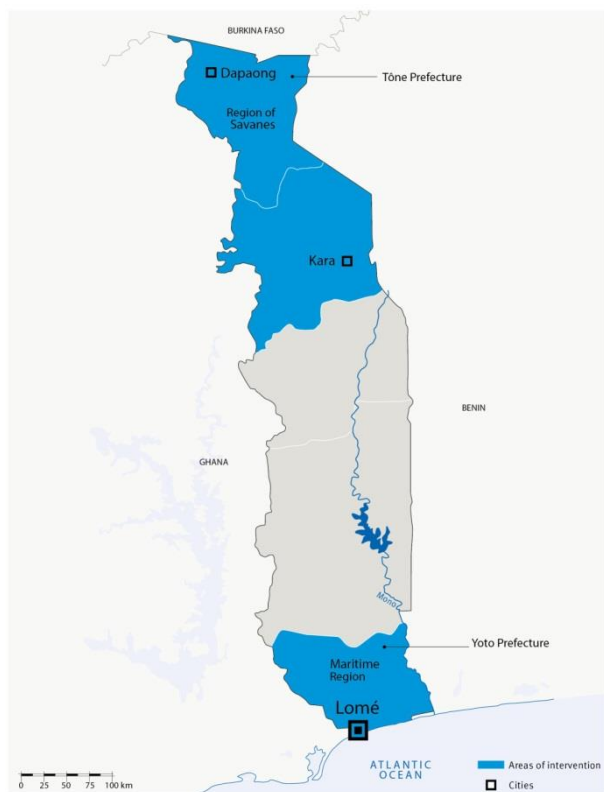 BURKINA FASO
Dapaong
Tône Prefecture
Region of
Savanes
Kara
BENIN
GHANA
Mono
Yoto Prefecture
Maritime
Region
Lomé
ATLANTIC
OCEAN
Areas of intervention
Cities
0 25 50 75 100 km